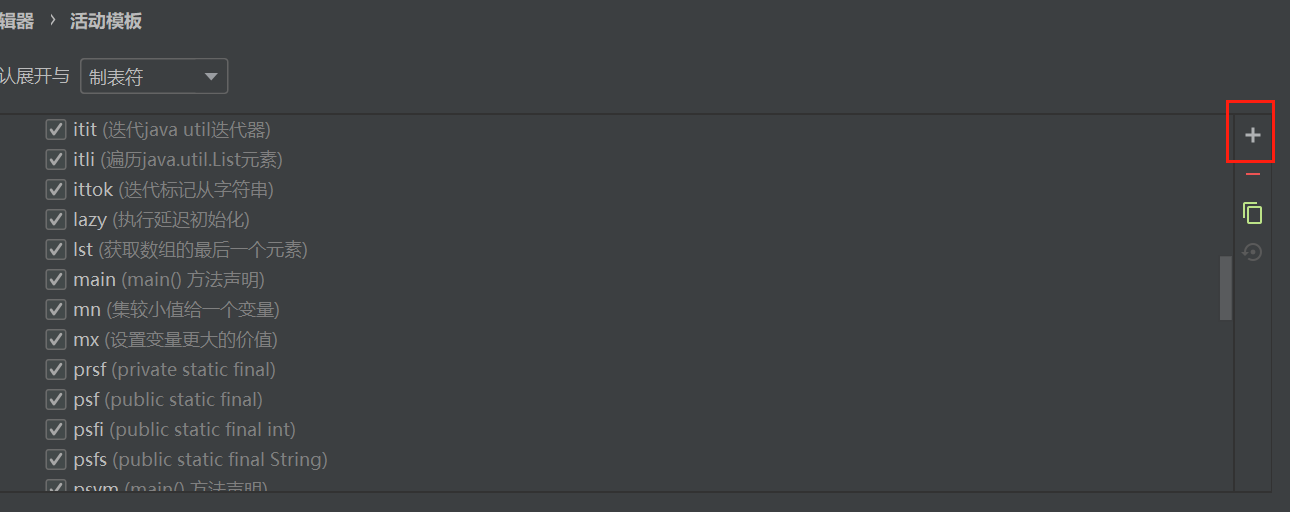 辑器 › 活动模板
认展开与 制表符
itit (迭代java util迭代器)
itli (遍历java.util.List元素)
ittok (迭代标记从字符串)
lazy (执行延迟初始化)
lst (获取数组的最后一个元素)
main (main() 方法声明)
mn (集较小值给一个变量)
mx (设置变量更大的价值)
prsf (private static final)
psf (public static final)
psfi (public static final int)
psfs (public static final String)
psvm (main() 方法声明)